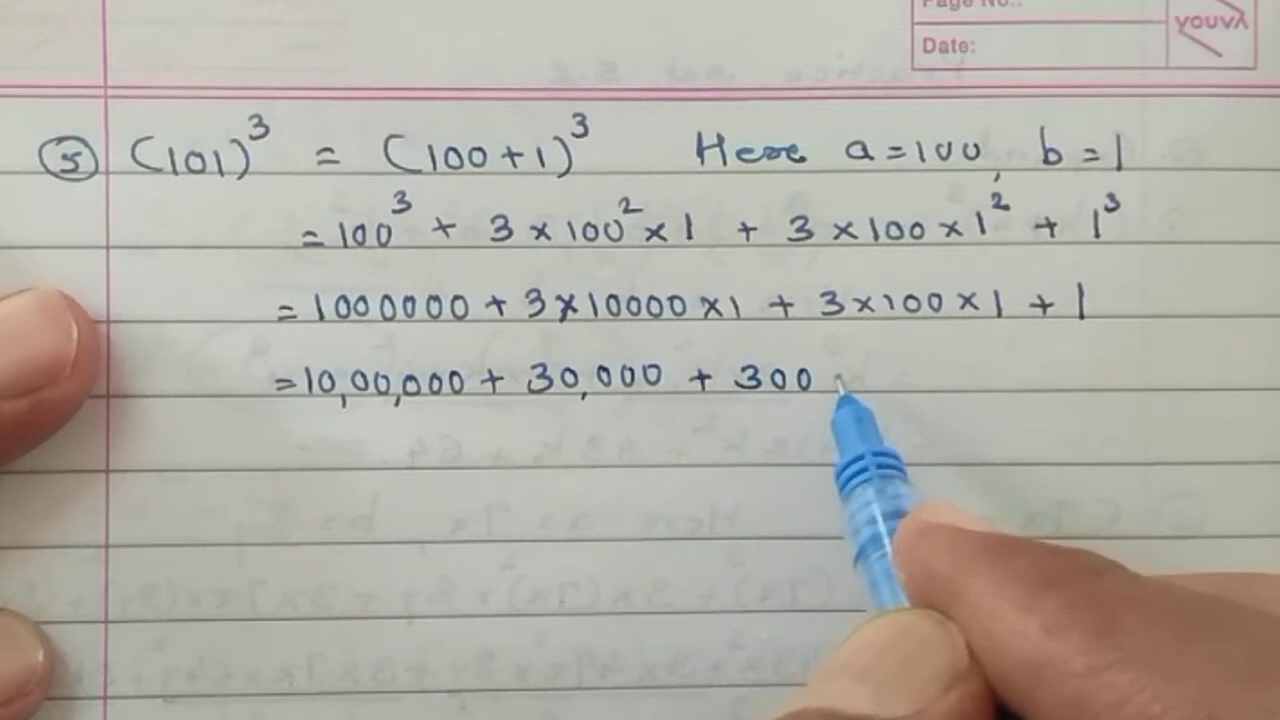 Page No.:
Date:
youva
⑤ (101)³ = (100+1)³ Here a=100, b=1
= 100³ + 3×100²×1 + 3×100×1² + 1³
= 1000000 + 3×10000×1 + 3×100×1 + 1
= 10,00,000 + 30,000 + 300